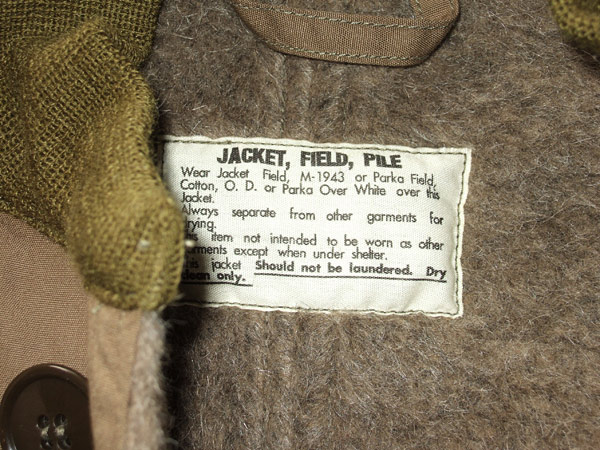 JACKET, FIELD, PILE
Wear Jacket Field, M-1943 or Parka Field,
Cotton, O. D. or Parka Over White over this
Jacket.
Always separate from other garments for
drying.
This item not intended to be worn as other
garments except when under shelter.
This jacket Should not be laundered. Dry
clean only.